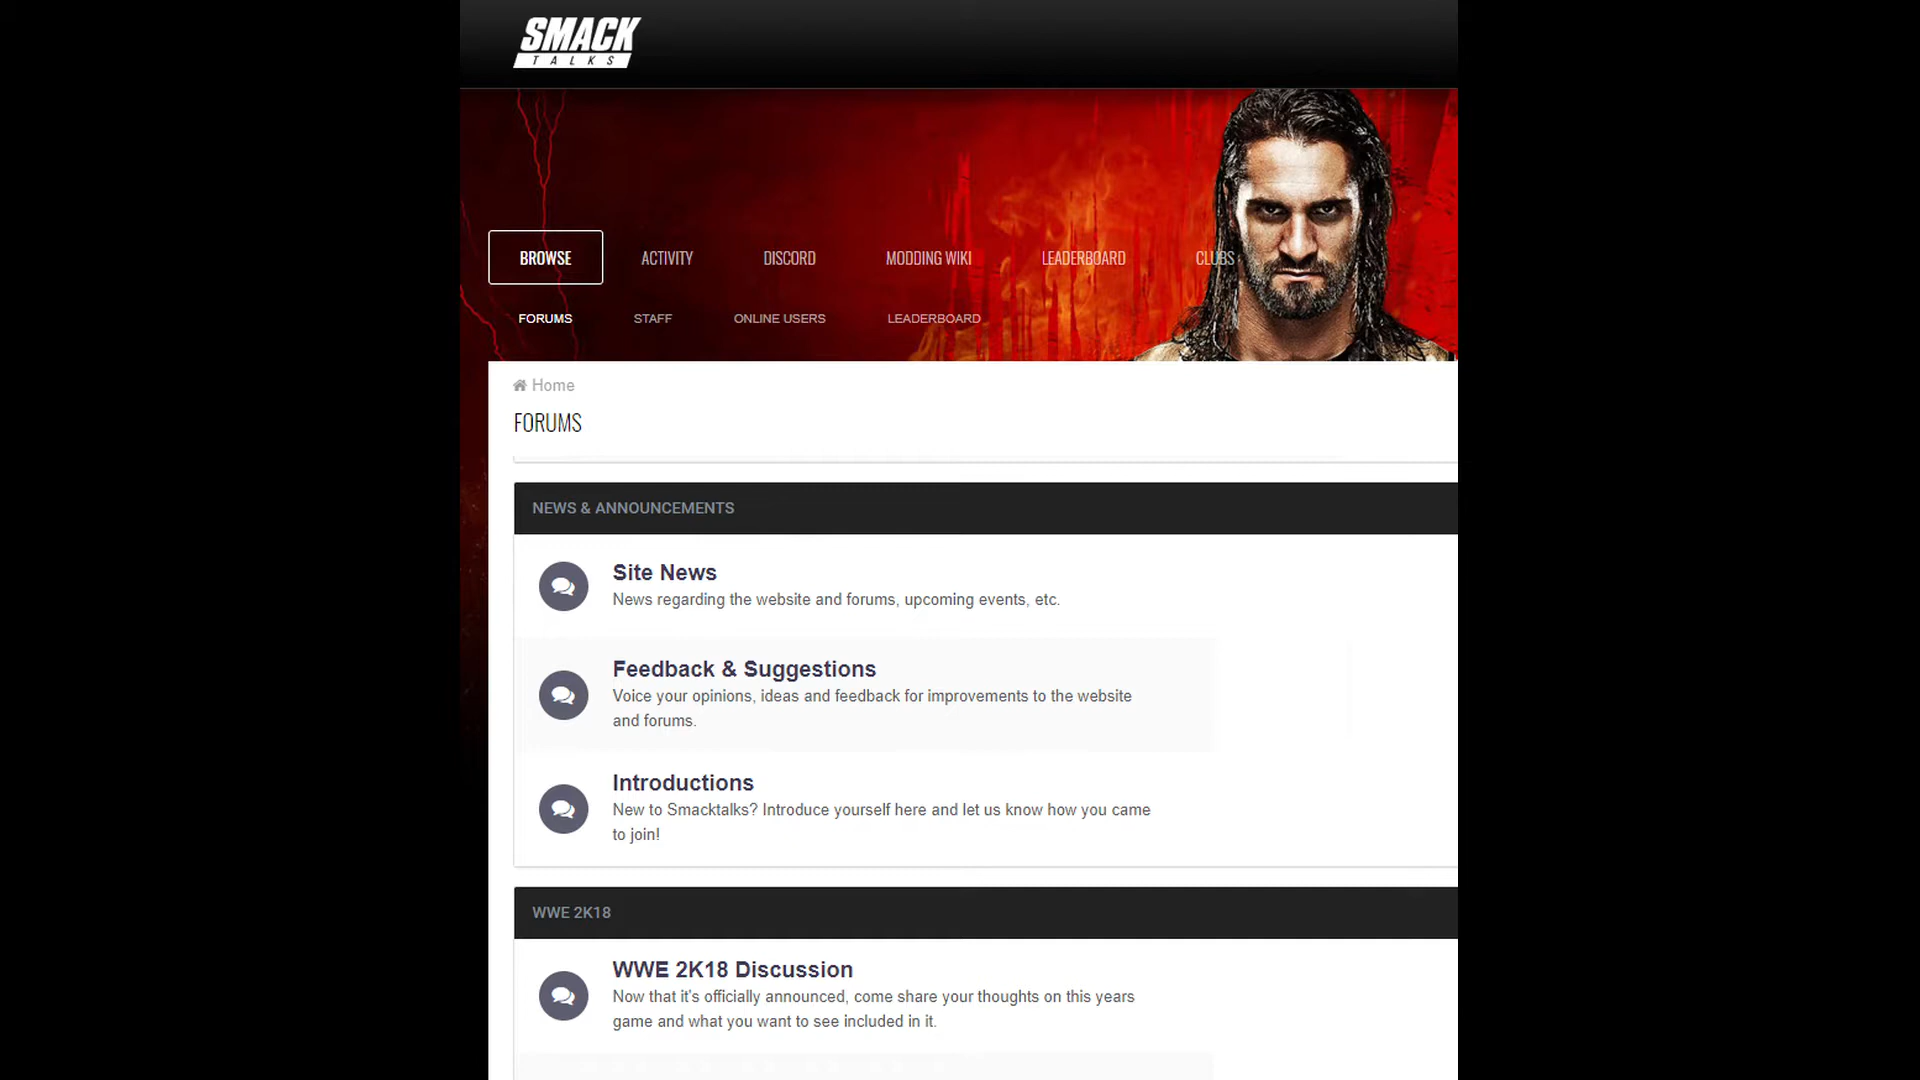 SMACK
TALKS
BROWSE ACTIVITY DISCORD MODDING WIKI LEADERBOARD CLUBS
FORUMS STAFF ONLINE USERS LEADERBOARD
Home
FORUMS
NEWS & ANNOUNCEMENTS
Site News
News regarding the website and forums, upcoming events, etc.
Feedback & Suggestions
Voice your opinions, ideas and feedback for improvements to the website
and forums.
Introductions
New to Smacktalks? Introduce yourself here and let us know how you came
to join!
WWE 2K18
WWE 2K18 Discussion
Now that it's officially announced, come share your thoughts on this years
game and what you want to see included in it.